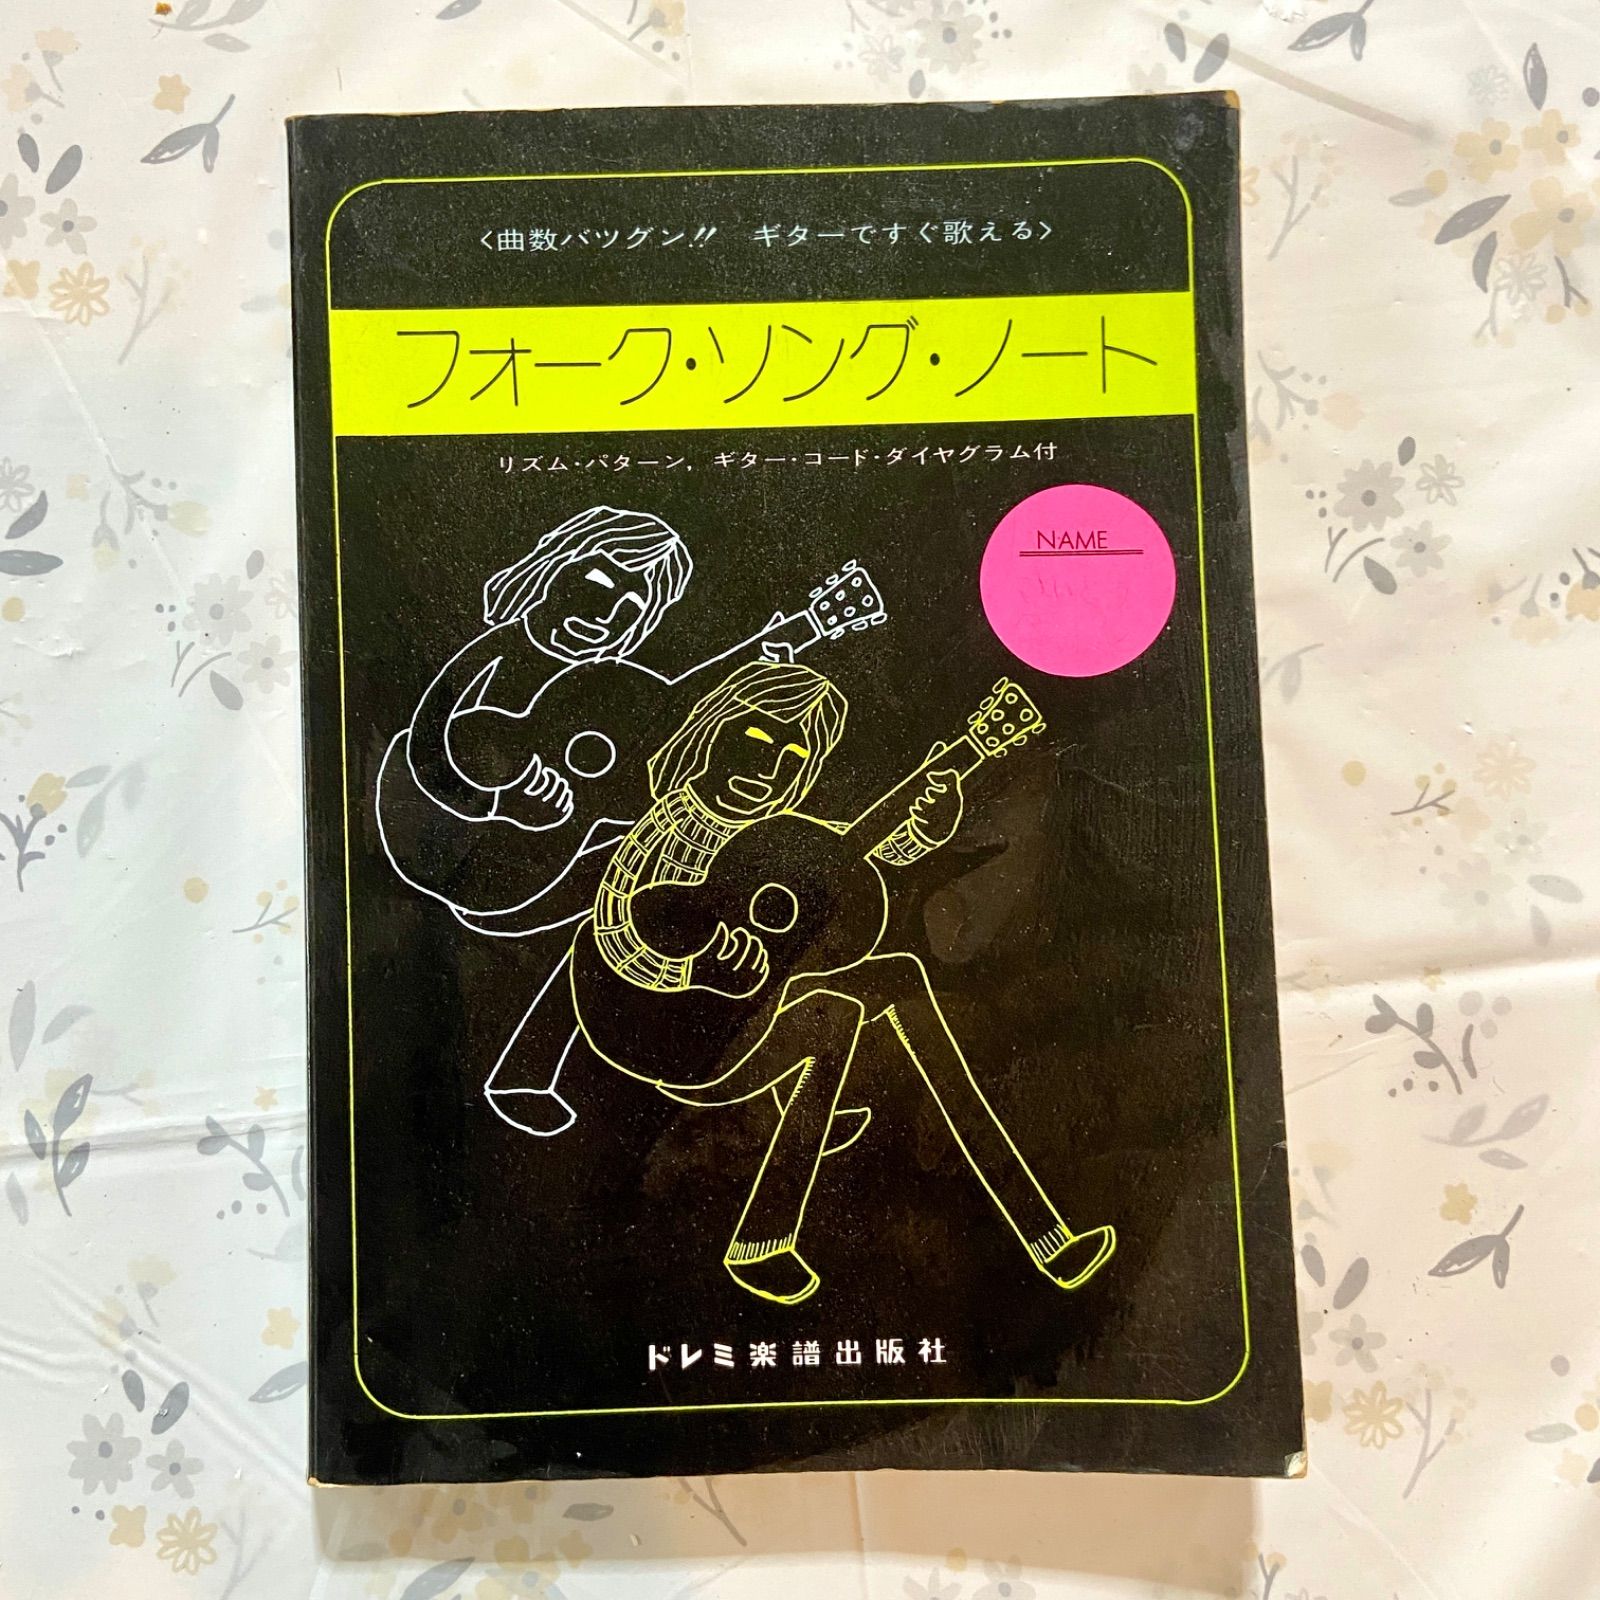 <曲数バツグン!! ギターですぐ歌える>
フォーク・ソング・ノート
リズム・パターン, ギター・コード・ダイヤグラム付
NAME
ドレミ楽譜出版社